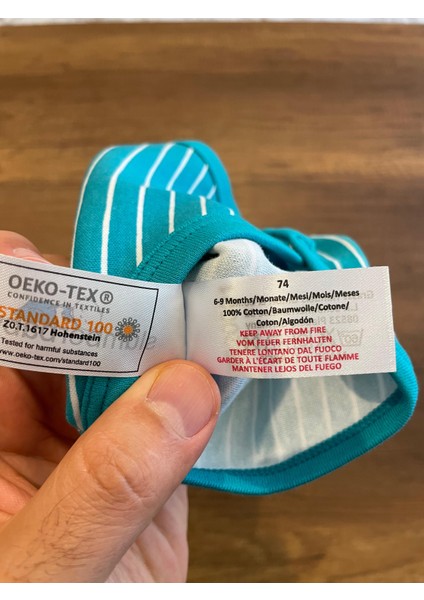 OEKO-TEX®
CONFIDENCE IN TEXTILES
STANDARD 100
Z0.T.1617 Hohenstein
Tested for harmful substances
www.oeko-tex.com/standard100
74
6-9 Months/Monate/Mesi/Mois/Meses
100% Cotton/Baumwolle/Cotone/
Coton/Algodón
KEEP AWAY FROM FIRE
VOM FEUER FERNHALTEN
TENERE LONTANO DAL FUOCO
GARDER À L'ÉCART DE TOUTE FLAMME
MANTENER LEJOS DEL FUEGO